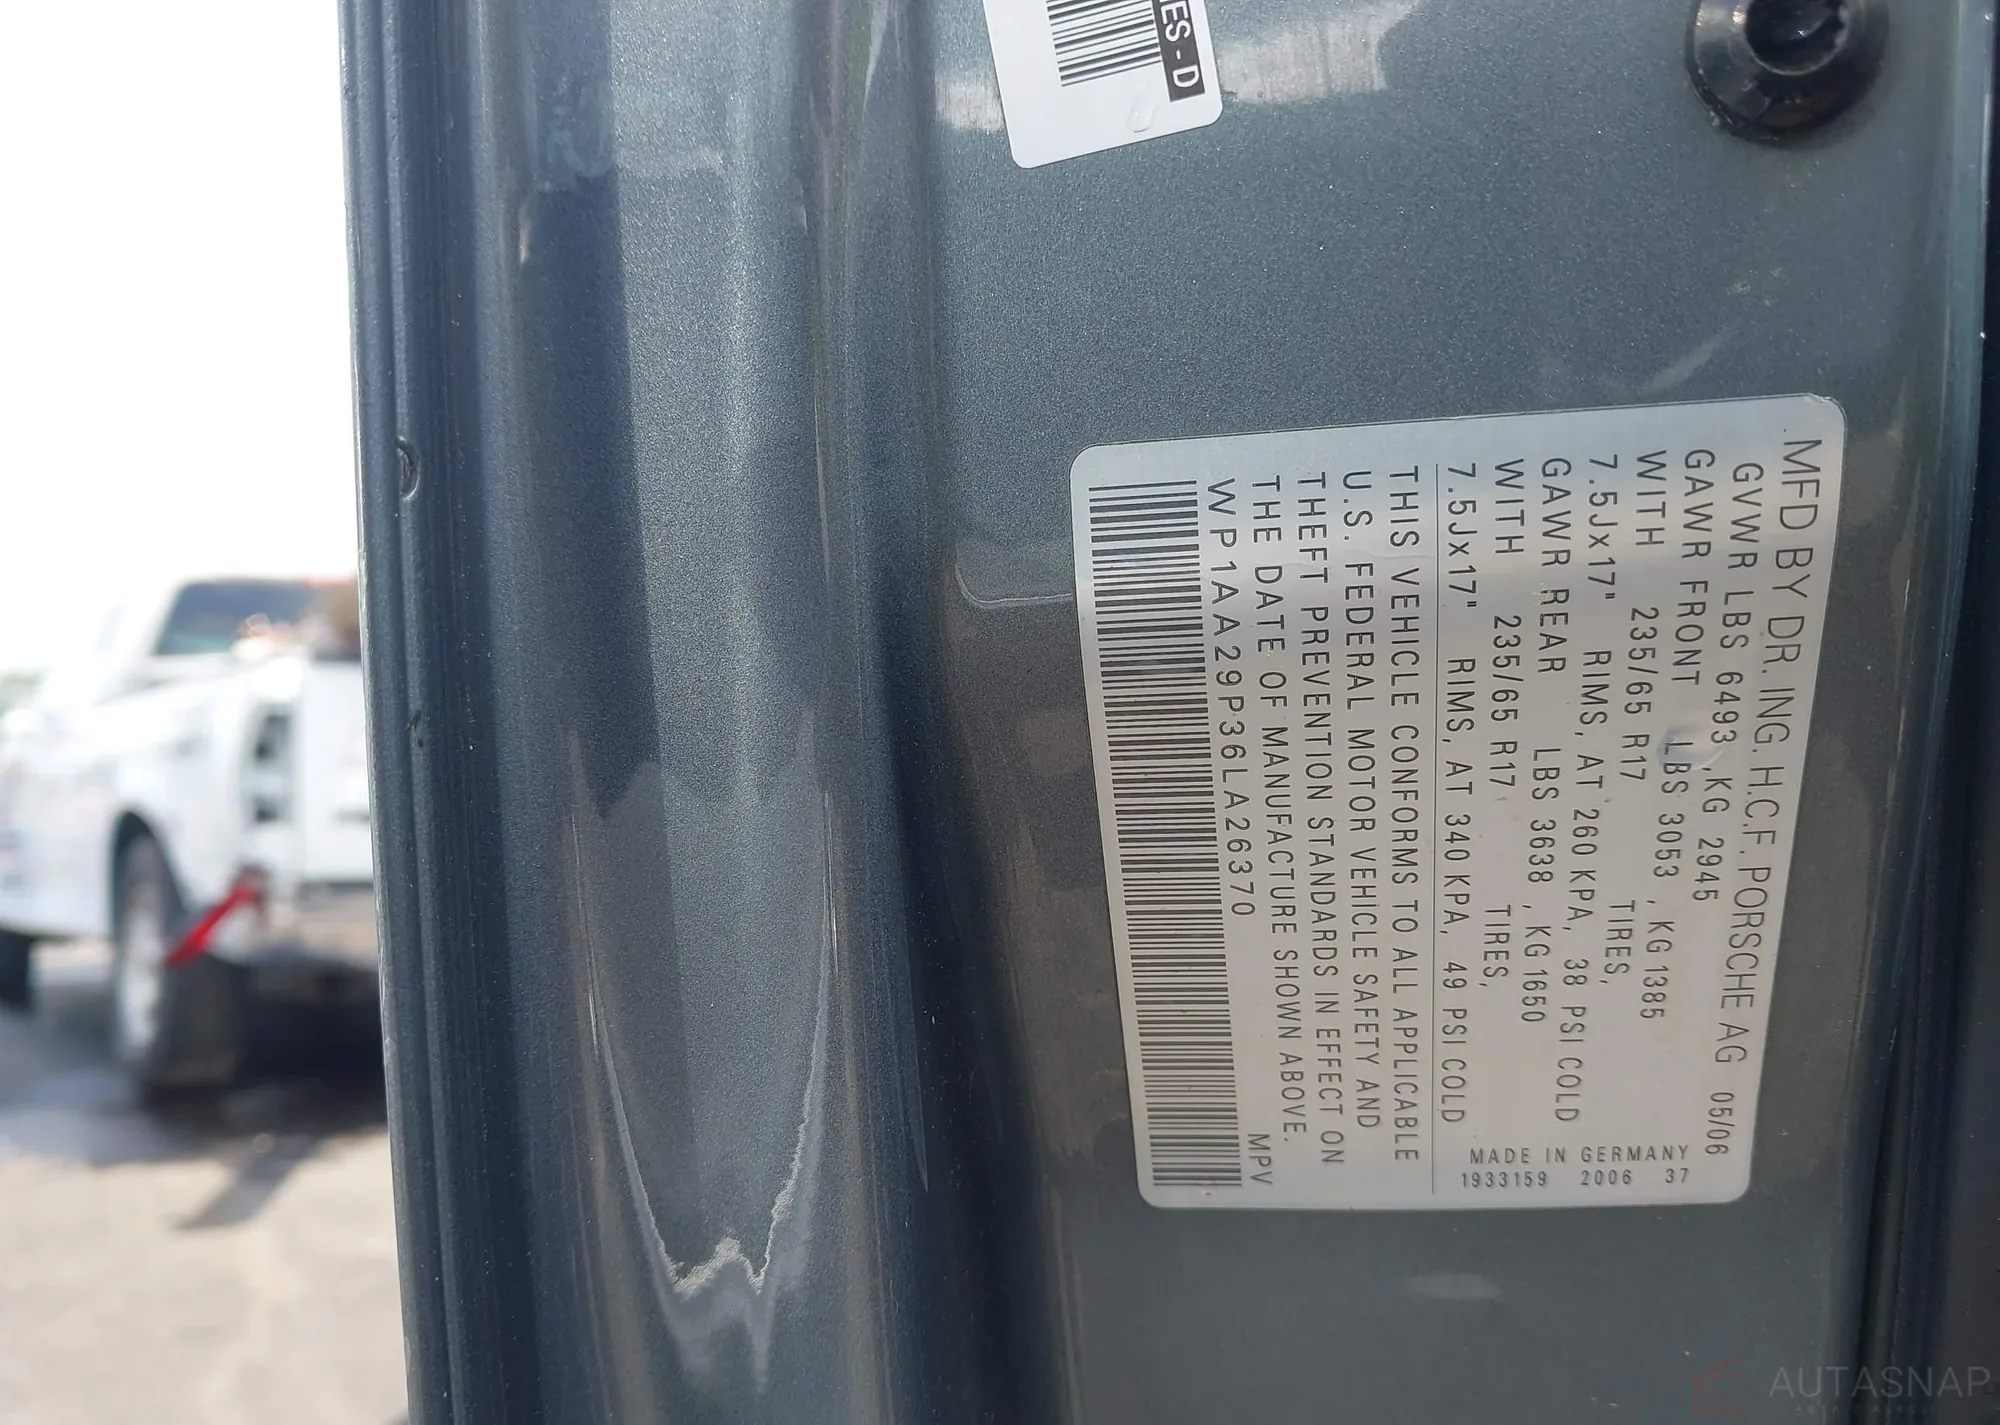 ES - D
MFD BY DR. ING. H.C.F. PORSCHE AG 05/06
GVWR LBS 6493 ,KG 2945
GAWR FRONT LBS 3053 , KG 1385
WITH 235/65 R17 TIRES,
7.5Jx17" RIMS, AT 260 KPA, 38 PSI COLD
GAWR REAR LBS 3638 , KG 1650
WITH 235/65 R17 TIRES,
7.5Jx17" RIMS, AT 340 KPA, 49 PSI COLD
MADE IN GERMANY
1933159 2006 37
THIS VEHICLE CONFORMS TO ALL APPLICABLE
U.S. FEDERAL MOTOR VEHICLE SAFETY AND
THEFT PREVENTION STANDARDS IN EFFECT ON
THE DATE OF MANUFACTURE SHOWN ABOVE.
WP1AA29P36LA26370 MPV
AUTASNAP